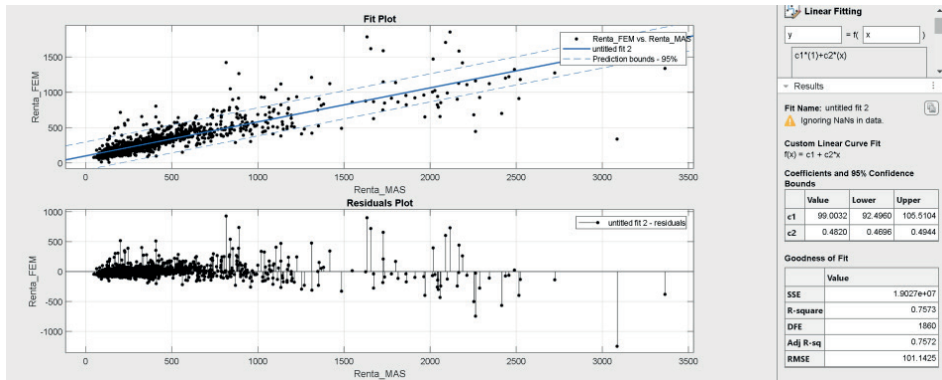 Fit Plot
1500
1000
500
0
Renta_FEM
Renta_FEM vs. Renta_MAS
untitled fit 2
Prediction bounds - 95%
0 500 1000 1500 2000 2500 3000 3500
Renta_MAS
Residuals Plot
1000
500
0
-500
-1000
Renta_FEM
untitled fit 2 - residuals
0 500 1000 1500 2000 2500 3000 3500
Renta_MAS
Linear Fitting
y = f( x )
c1*(1)+c2*(x)
Results
Fit Name: untitled fit 2
Ignoring NaNs in data.
Custom Linear Curve Fit
f(x) = c1 + c2*x
Coefficients and 95% Confidence
Bounds
Value Lower Upper
c1 99.0032 92.4960 105.5104
c2 0.4820 0.4696 0.4944
Goodness of Fit
Value
SSE 1.9027e+07
R-square 0.7573
DFE 1860
Adj R-sq 0.7572
RMSE 101.1425